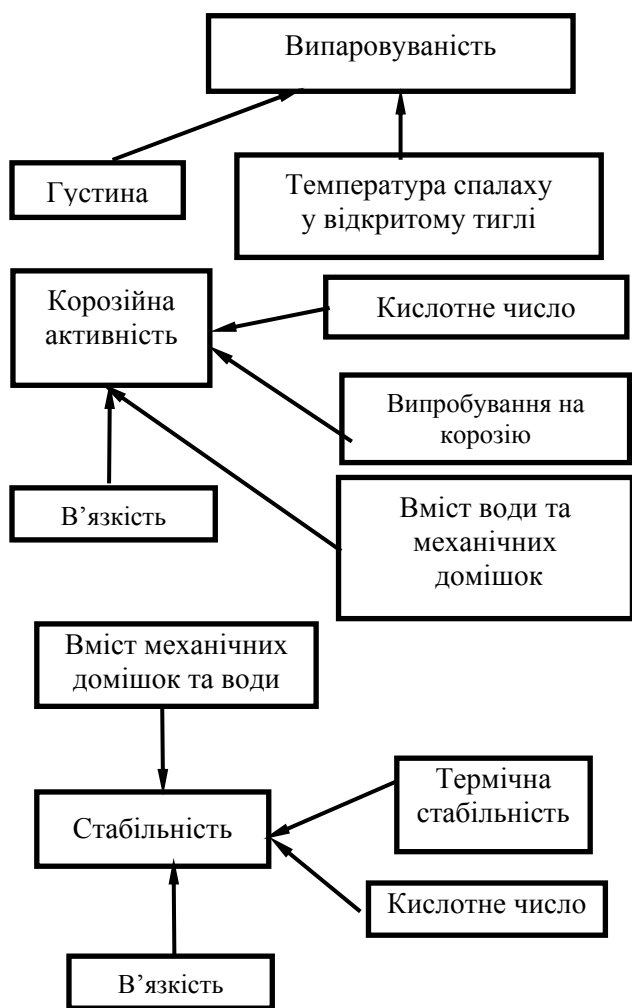 Випаровуваність
Густина
Температура спалаху
у відкритому тиглі
Корозійна
активність
Кислотне число
Випробування на
корозію
В’язкість
Вміст води та
механічних
домішок
Вміст механічних
домішок та води
Термічна
стабільність
Стабільність
Кислотне число
В’язкість